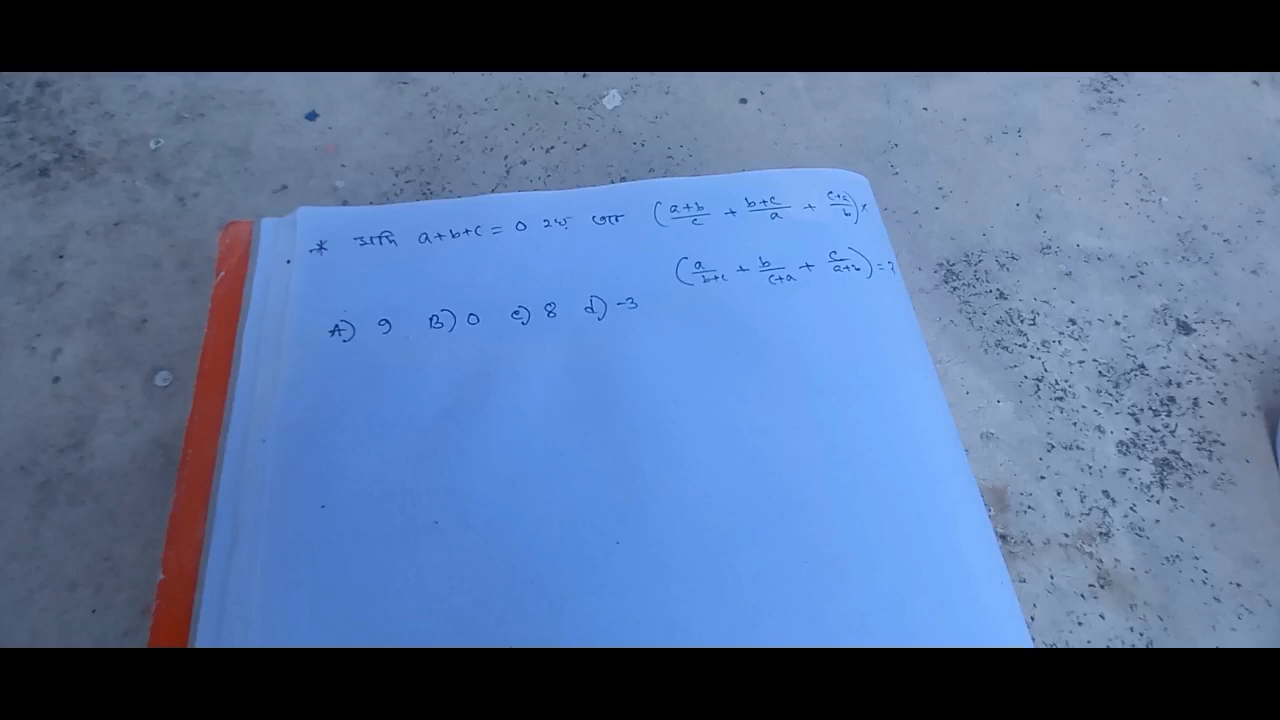 * যদি a+b+c = 0 হয় তবে (a+b/c + b+c/a + c+a/b) ×
(a/b+c + b/c+a + c/a+b) = ?
A) 9 B) 0 c) 8 d) -3